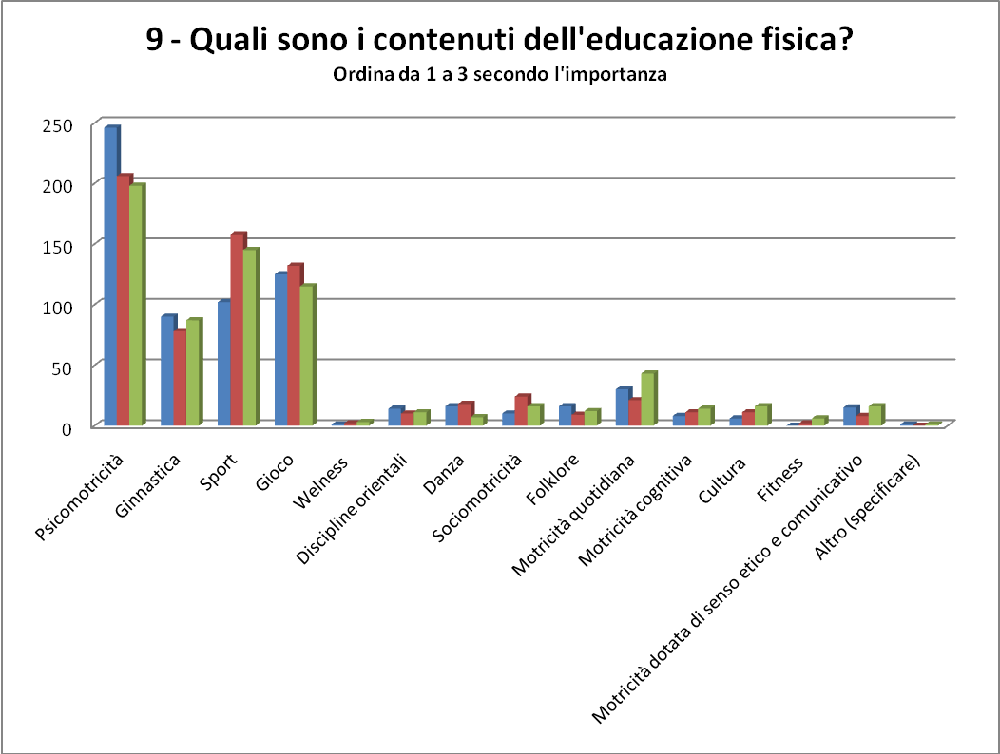 9 - Quali sono i contenuti dell'educazione fisica?
Ordina da 1 a 3 secondo l'importanza
250
200
150
100
50
0
Psicomotricità
Ginnastica
Sport
Gioco
Welness
Discipline orientali
Danza
Sociomotricità
Folklore
Motricità quotidiana
Motricità cognitiva
Cultura
Fitness
Motricità dotata di senso etico e comunicativo
Altro (specificare)